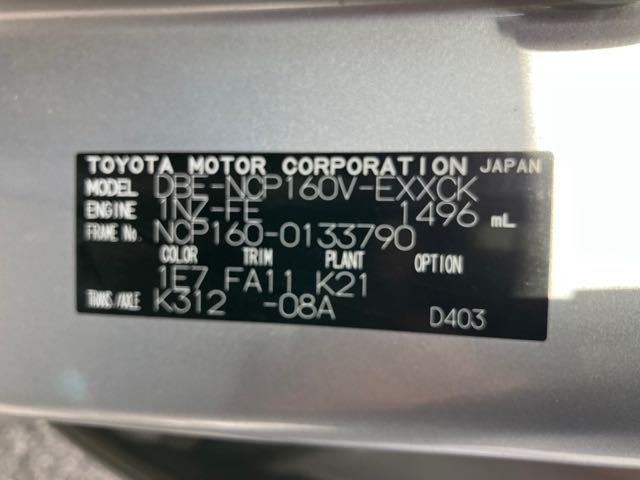 TOYOTA MOTOR CORPORATION JAPAN
MODEL DBE-NCP160V-EXXCK
ENGINE 1NZ-FE 1496 mL
FRAME No. NCP160-0133790
COLOR TRIM PLANT OPTION
1E7 FA11 K21
TRANS/AXLE K312 -08A D403